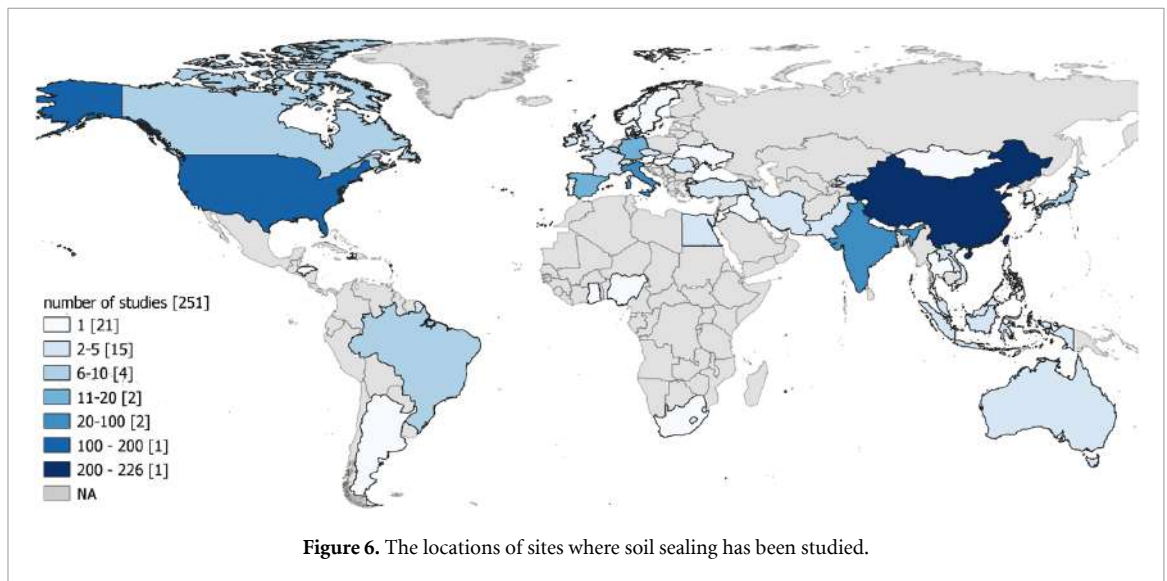 number of studies [251]
1 [21]
2-5 [15]
6-10 [4]
11-20 [2]
20-100 [2]
100 - 200 [1]
200 - 226 [1]
NA
Figure 6. The locations of sites where soil sealing has been studied.